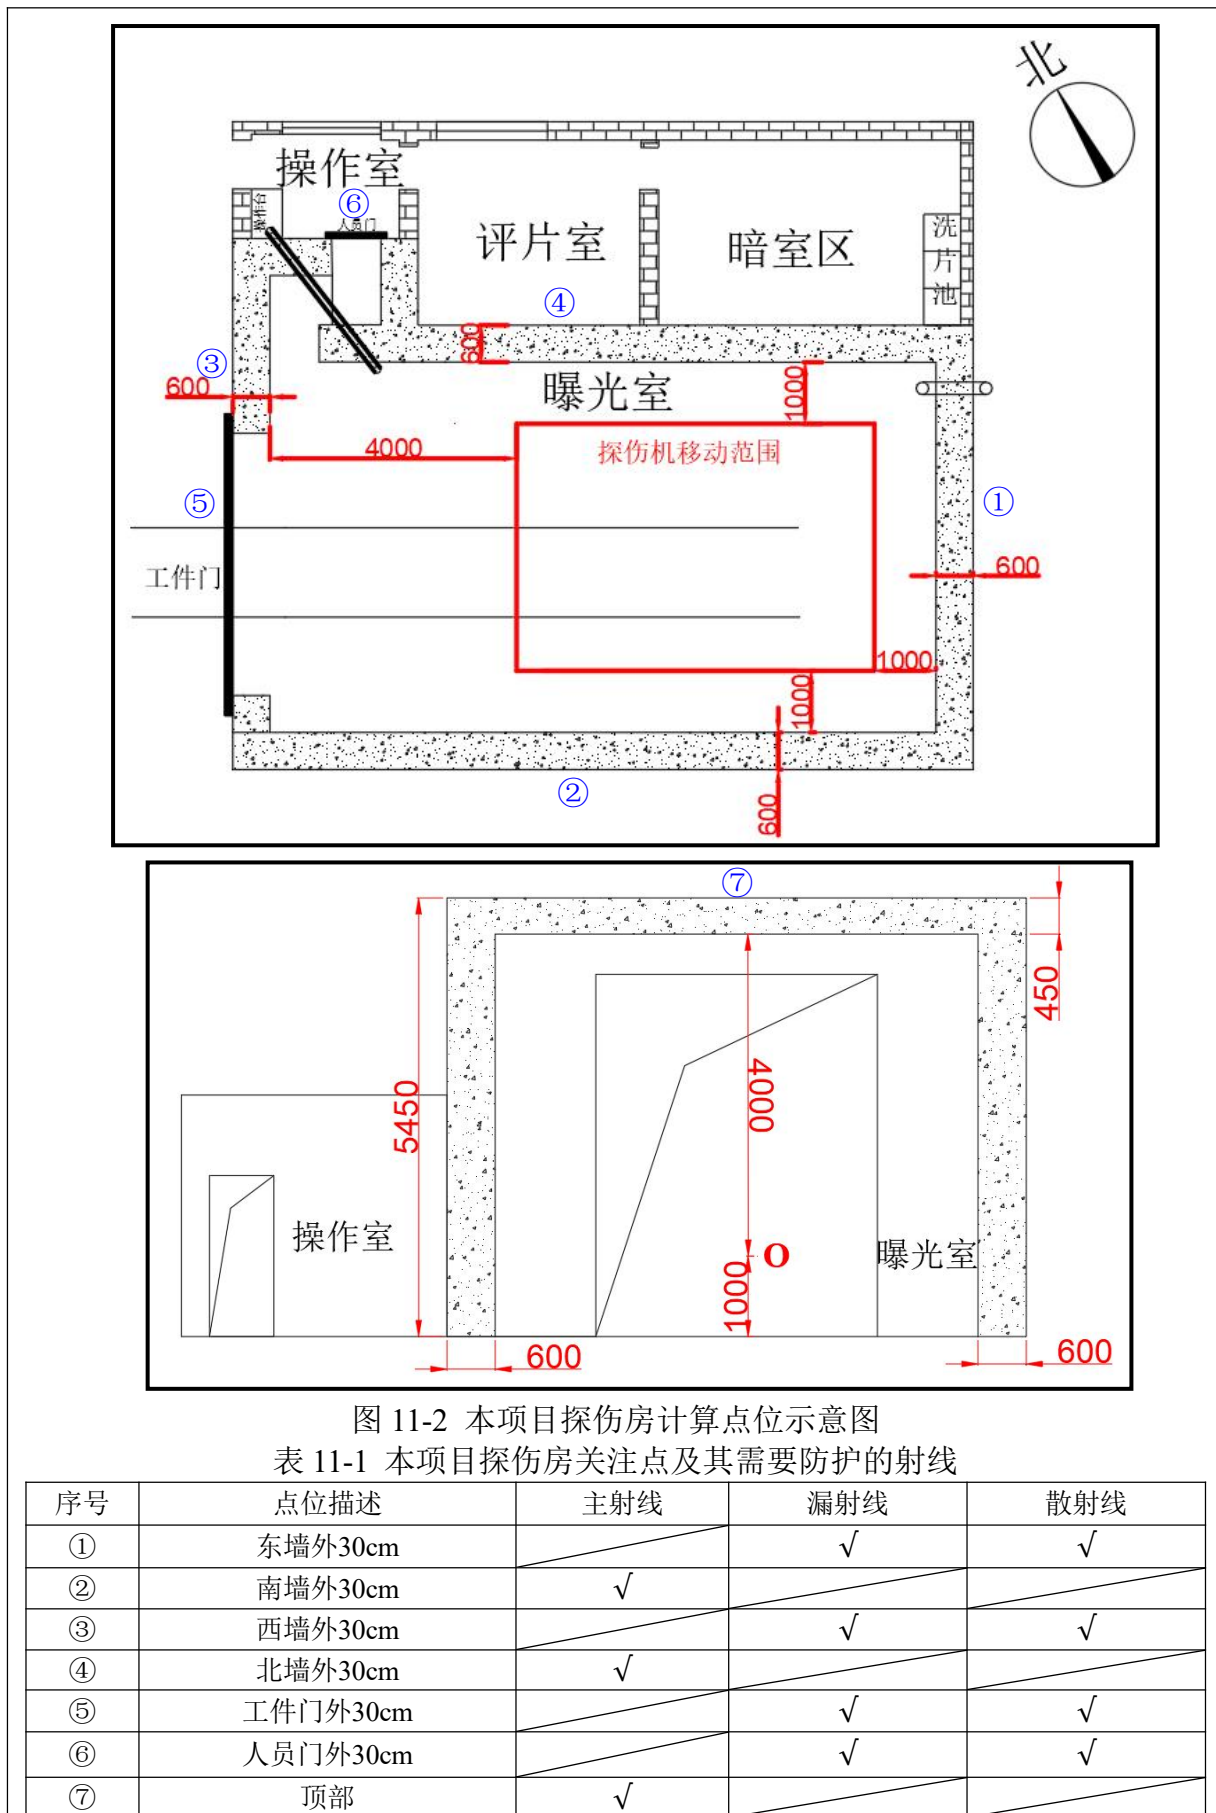 北
操作室
⑥
操作台
人员门
评片室
暗室区
洗片池
④
600
③
600
曝光室
1000
4000
探伤机移动范围
⑤
①
工件门
600
1000
1000
②
600
⑦
450
4000
5450
操作室
O
曝光室
1000
600
600
图 11-2 本项目探伤房计算点位示意图
表 11-1 本项目探伤房关注点及其需要防护的射线
序号 点位描述 主射线 漏射线 散射线
① 东墙外30cm √ √
② 南墙外30cm √
③ 西墙外30cm √ √
④ 北墙外30cm √
⑤ 工件门外30cm √ √
⑥ 人员门外30cm √ √
⑦ 顶部 √